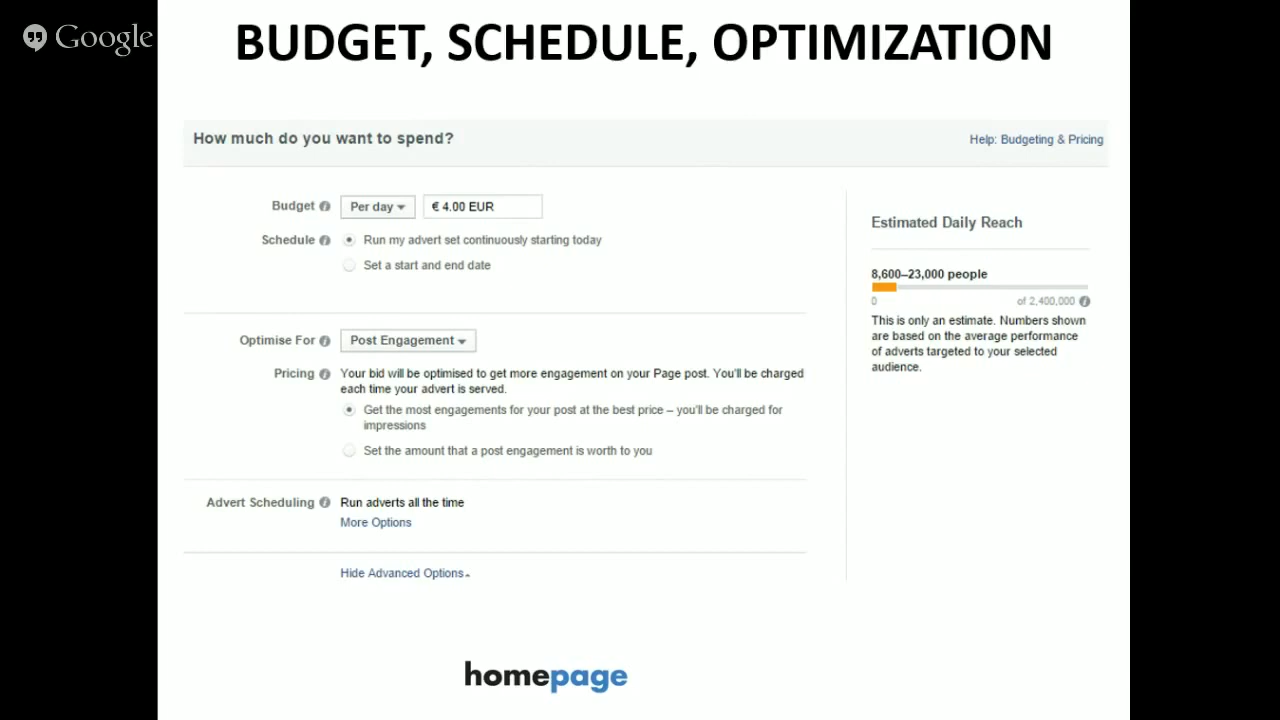 Google
BUDGET, SCHEDULE, OPTIMIZATION
How much do you want to spend?
Help: Budgeting & Pricing
Budget
Per day
€ 4.00 EUR
Schedule
Run my advert set continuously starting today
Set a start and end date
Optimise For
Post Engagement
Pricing
Your bid will be optimised to get more engagement on your Page post. You'll be charged
each time your advert is served.
Get the most engagements for your post at the best price – you'll be charged for
impressions
Set the amount that a post engagement is worth to you
Advert Scheduling
Run adverts all the time
More Options
Hide Advanced Options
Estimated Daily Reach
8,600–23,000 people
0
of 2,400,000
This is only an estimate. Numbers shown
are based on the average performance
of adverts targeted to your selected
audience.
homepage